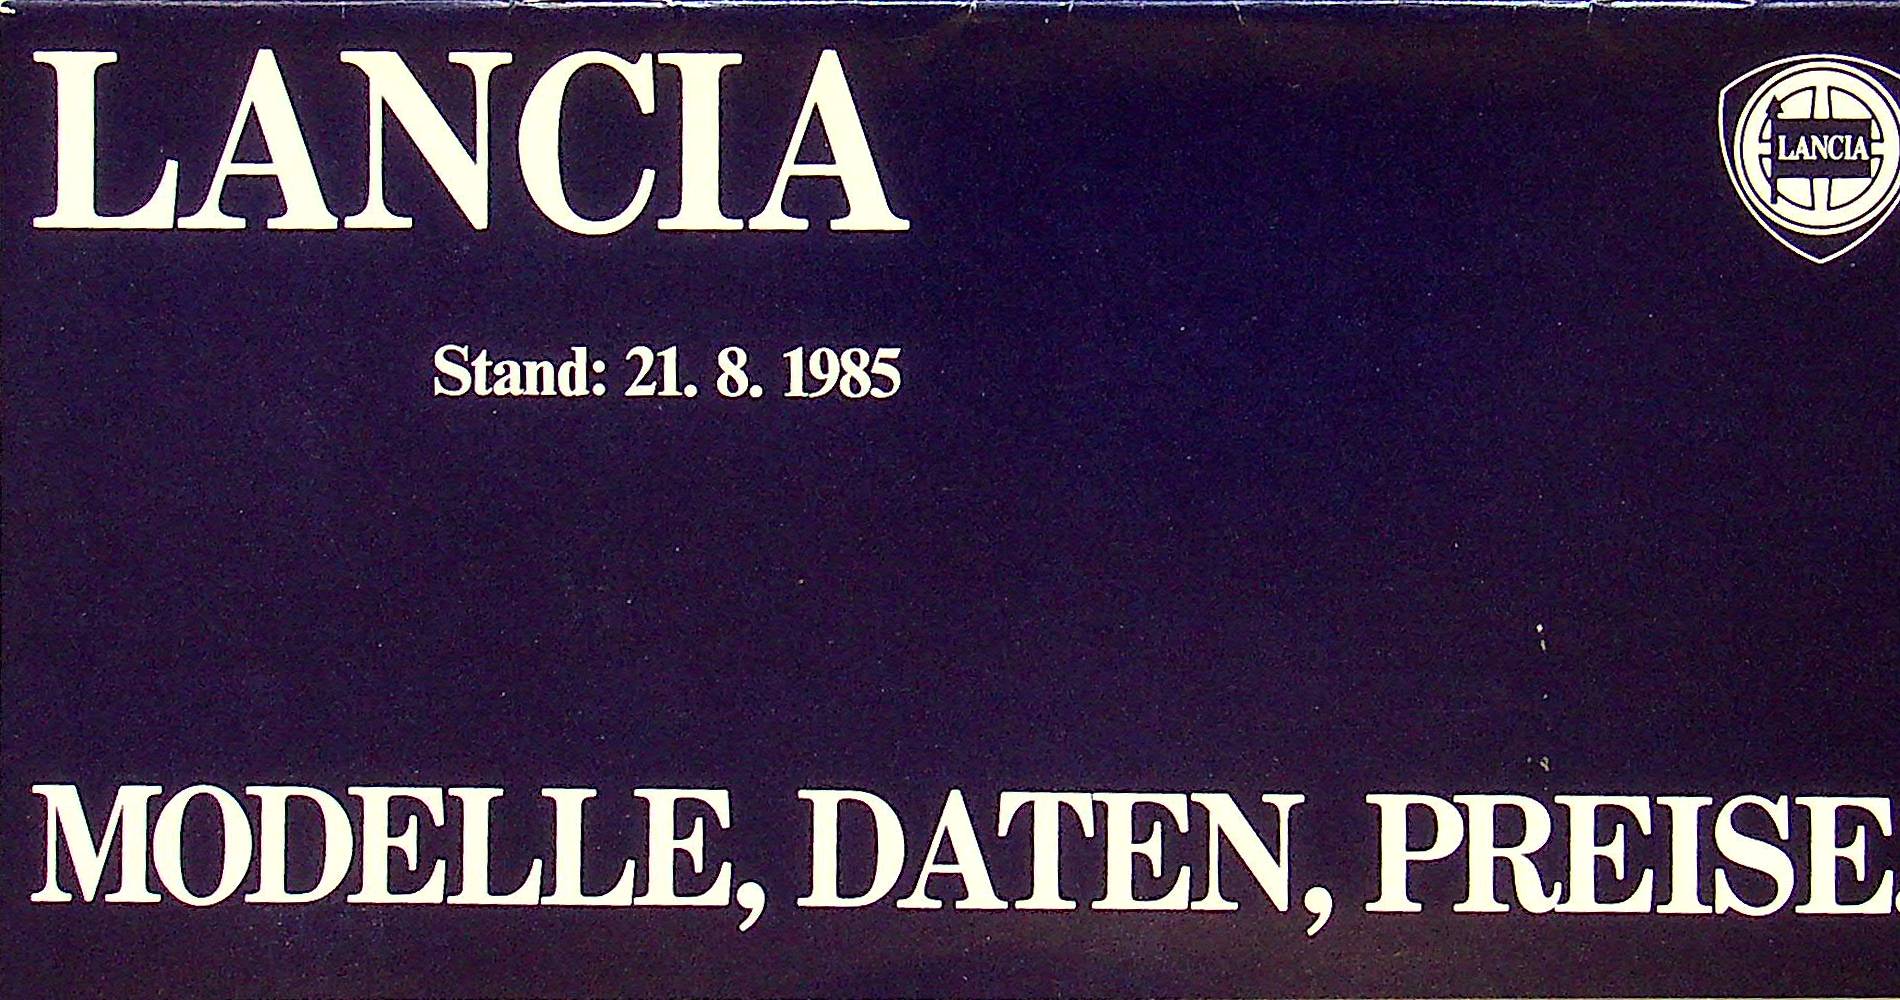 LANCIA
LANCIA
Stand: 21. 8. 1985
MODELLE, DATEN, PREISE.